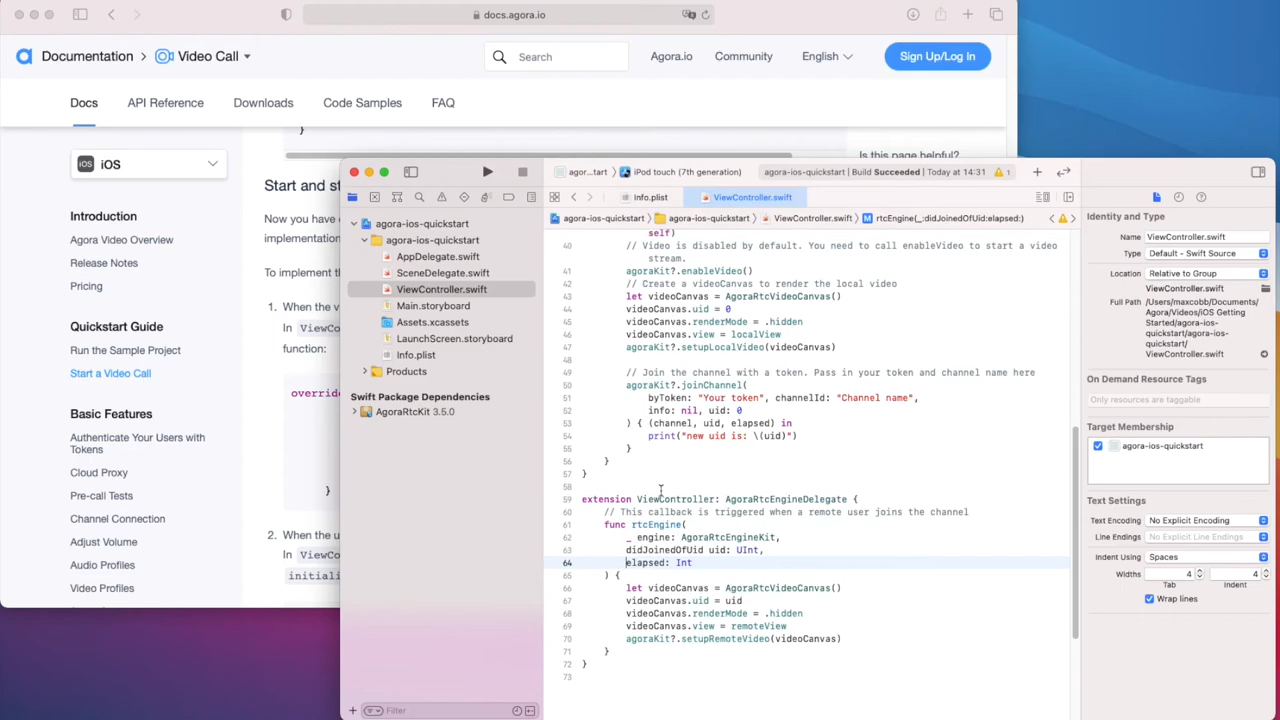 docs.agora.io
Documentation > Video Call
Search
Agora.io
Community
English
Sign Up/Log In
Docs
API Reference
Downloads
Code Samples
FAQ
iOS iOS
Introduction
Agora Video Overview
Release Notes
Pricing
Quickstart Guide
Run the Sample Project
Start a Video Call
Basic Features
Authenticate Your Users with
Tokens
Cloud Proxy
Pre-call Tests
Channel Connection
Adjust Volume
Audio Profiles
Video Profiles
}
Is this page helpful?
Start and st
Now you have
implementation
To implement th
1. When the v
In ViewCo
function:
override
}
2. When the u
In ViewCo
initializ
agor...tart > iPod touch (7th generation)
agora-ios-quickstart | Build Succeeded | Today at 14:31
1
Info.plist
ViewController.swift
agora-ios-quickstart > agora-ios-quickstart > ViewController.swift > M rtcEngine(_:didJoinedOfUid:elapsed:)
agora-ios-quickstart
agora-ios-quickstart
AppDelegate.swift
SceneDelegate.swift
ViewController.swift
Main.storyboard
Assets.xcassets
LaunchScreen.storyboard
Info.plist
Products
Swift Package Dependencies
AgoraRtcKit 3.5.0
Filter
self)
40 // Video is disabled by default. You need to call enableVideo to start a video
stream.
41 agoraKit?.enableVideo()
42 // Create a videoCanvas to render the local video
43 let videoCanvas = AgoraRtcVideoCanvas()
44 videoCanvas.uid = 0
45 videoCanvas.renderMode = .hidden
46 videoCanvas.view = localView
47 agoraKit?.setupLocalVideo(videoCanvas)
48
49 // Join the channel with a token. Pass in your token and channel name here
50 agoraKit?.joinChannel(
51 byToken: "Your token", channelId: "Channel name",
52 info: nil, uid: 0
53 ) { (channel, uid, elapsed) in
54 print("new uid is: \(uid)")
55 }
56 }
57 }
58
59 extension ViewController: AgoraRtcEngineDelegate {
60 // This callback is triggered when a remote user joins the channel
61 func rtcEngine(
62 _ engine: AgoraRtcEngineKit,
63 didJoinedOfUid uid: UInt,
64 elapsed: Int
65 ) {
66 let videoCanvas = AgoraRtcVideoCanvas()
67 videoCanvas.uid = uid
68 videoCanvas.renderMode = .hidden
69 videoCanvas.view = remoteView
70 agoraKit?.setupRemoteVideo(videoCanvas)
71 }
72 }
73
Identity and Type
Name ViewController.swift
Type Default - Swift Source
Location Relative to Group
ViewController.swift
Full Path /Users/maxcobb/Documents/
Agora/Videos/iOS Getting
Started/agora-ios-
quickstart/agora-ios-
quickstart/
ViewController.swift
On Demand Resource Tags
Only resources are taggable
Target Membership
agora-ios-quickstart
Text Settings
Text Encoding No Explicit Encoding
Line Endings No Explicit Line Endings
Indent Using Spaces
Widths 4 4
Tab Indent
Wrap lines